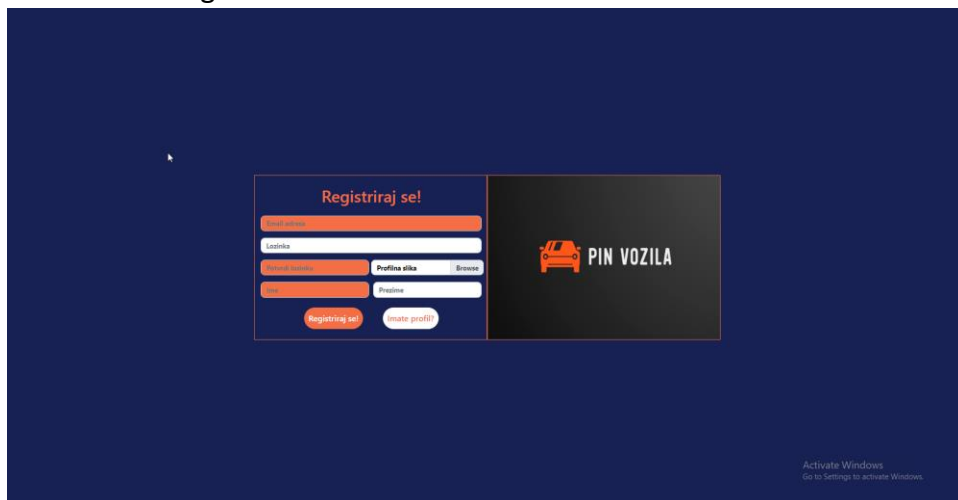 Registriraj se!
Email adresa
Lozinka
Potvrdi lozinku
Profilna slika Browse
Ime Prezime
Registriraj se! Imate profil?
PIN VOZILA
Activate Windows
Go to Settings to activate Windows.